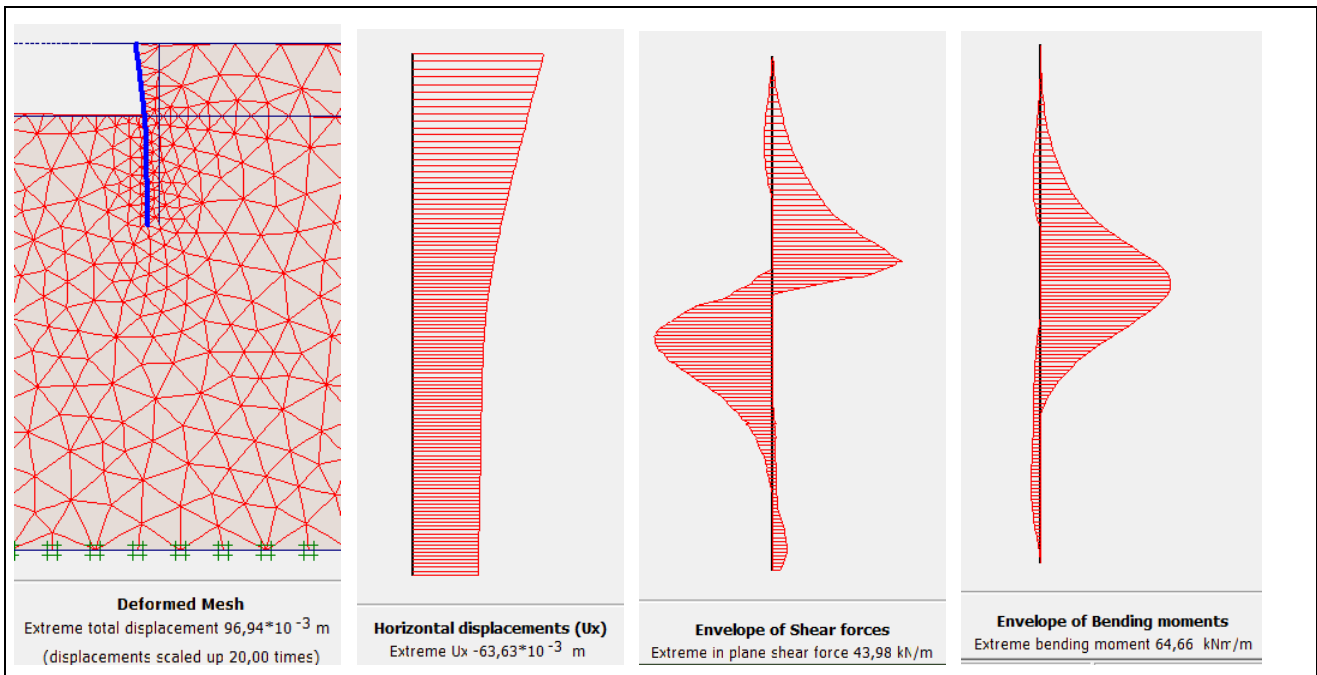 Deformed Mesh
Extreme total displacement 96,94*10 -3 m
(displacements scaled up 20,00 times)
Horizontal displacements (Ux)
Extreme Ux -63,63*10 -3 m
Envelope of Shear forces
Extreme in plane shear force 43,98 kN/m
Envelope of Bending moments
Extreme bending moment 64,66 kNm/m